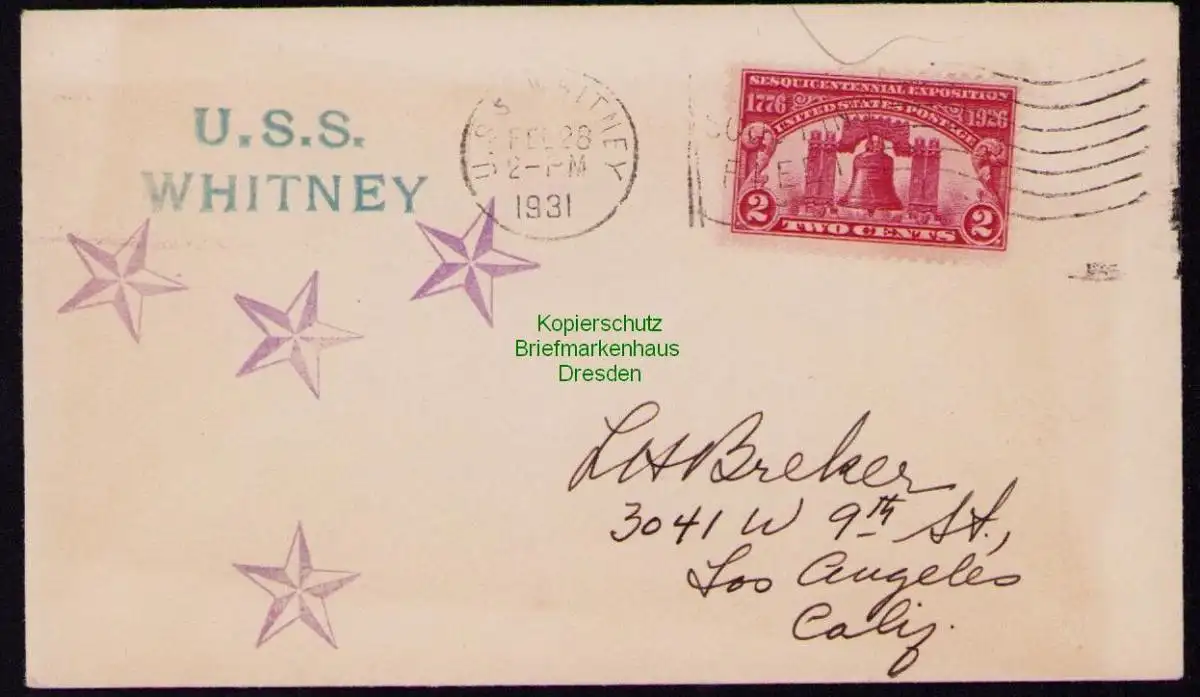 U.S.S.
WHITNEY
U.S.S. WHITNEY
FEB 28
2-PM
1931
SESQUICENTENNIAL EXPOSITION
1776 1926
UNITED STATES POSTAGE
2 2
TWO CENTS
Kopierschutz
Briefmarkenhaus
Dresden
L H Breker
3041 W 9th St.,
Los Angeles
Calif.